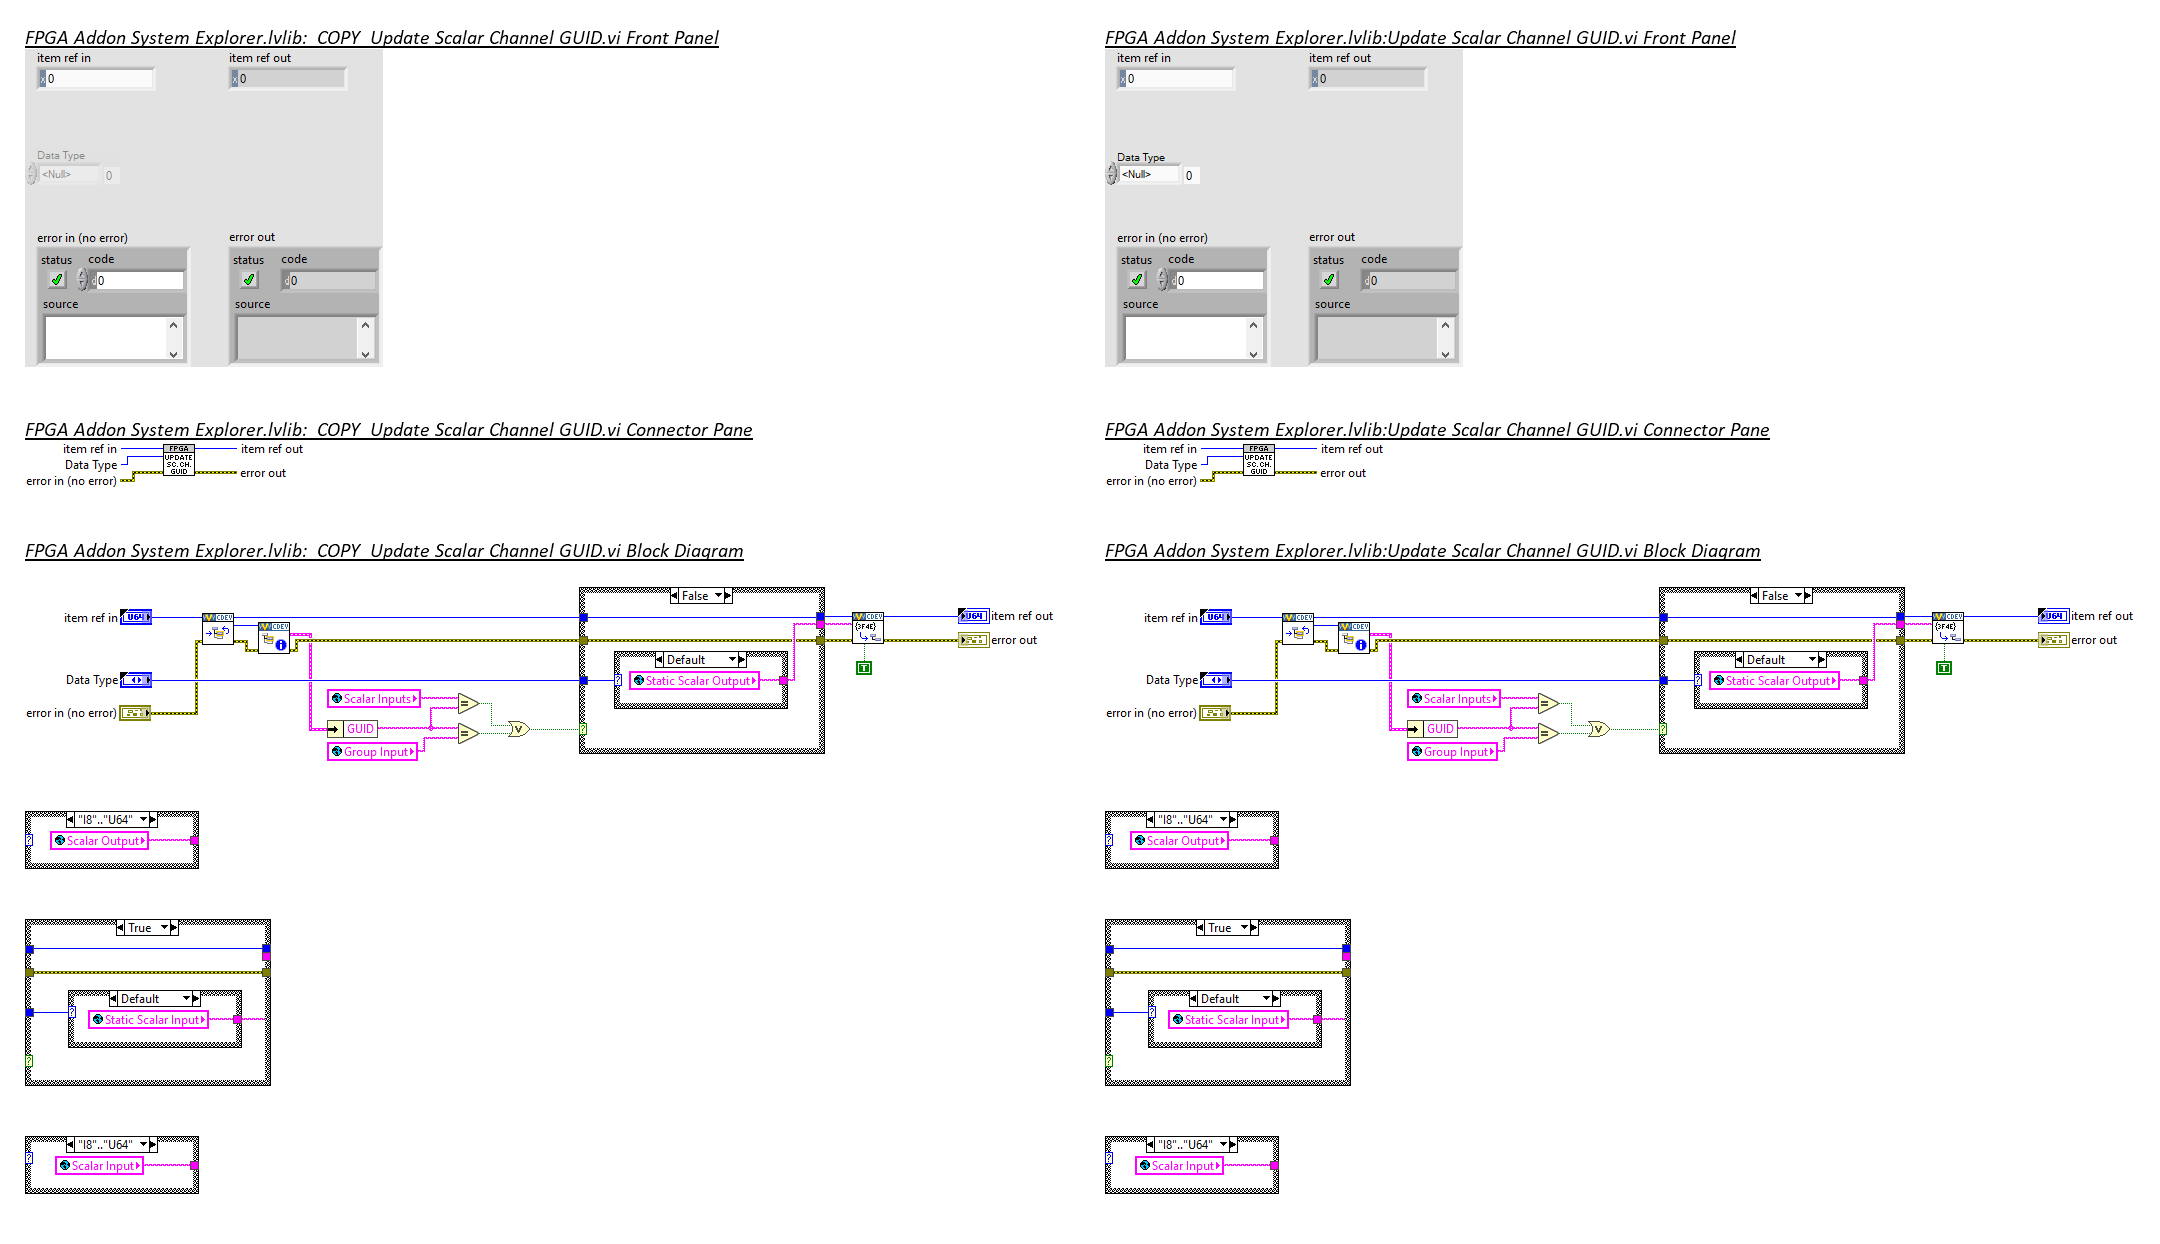 FPGA Addon System Explorer.lvlib:  COPY  Update Scalar Channel GUID.vi Front Panel
item ref in
item ref out
x 0
x 0
Data Type
<Null>
0
error in (no error)
error out
status
code
status
code
d 0
d 0
source
source
FPGA Addon System Explorer.lvlib:  COPY  Update Scalar Channel GUID.vi Connector Pane
item ref in
FPGA
item ref out
Data Type
UPDATE
SC.CH.
error in (no error)
GUID
error out
FPGA Addon System Explorer.lvlib:  COPY  Update Scalar Channel GUID.vi Block Diagram
False
item ref in
U64
CDEV
CDEV
CDEV
{3F4E}
U64
item ref out
error out
Default
T
Data Type
Static Scalar Output
Scalar Inputs
=
error in (no error)
GUID
=
V
?
Group Input
"I8".."U64"
Scalar Output
True
Default
Static Scalar Input
"I8".."U64"
Scalar Input
FPGA Addon System Explorer.lvlib:Update Scalar Channel GUID.vi Front Panel
item ref in
item ref out
x 0
x 0
Data Type
<Null>
0
error in (no error)
error out
status
code
status
code
d 0
d 0
source
source
FPGA Addon System Explorer.lvlib:Update Scalar Channel GUID.vi Connector Pane
item ref in
FPGA
item ref out
Data Type
UPDATE
SC.CH.
error in (no error)
GUID
error out
FPGA Addon System Explorer.lvlib:Update Scalar Channel GUID.vi Block Diagram
False
item ref in
U64
CDEV
CDEV
CDEV
{3F4E}
U64
item ref out
error out
Default
T
Data Type
Static Scalar Output
Scalar Inputs
=
error in (no error)
GUID
=
V
?
Group Input
"I8".."U64"
Scalar Output
True
Default
Static Scalar Input
"I8".."U64"
Scalar Input